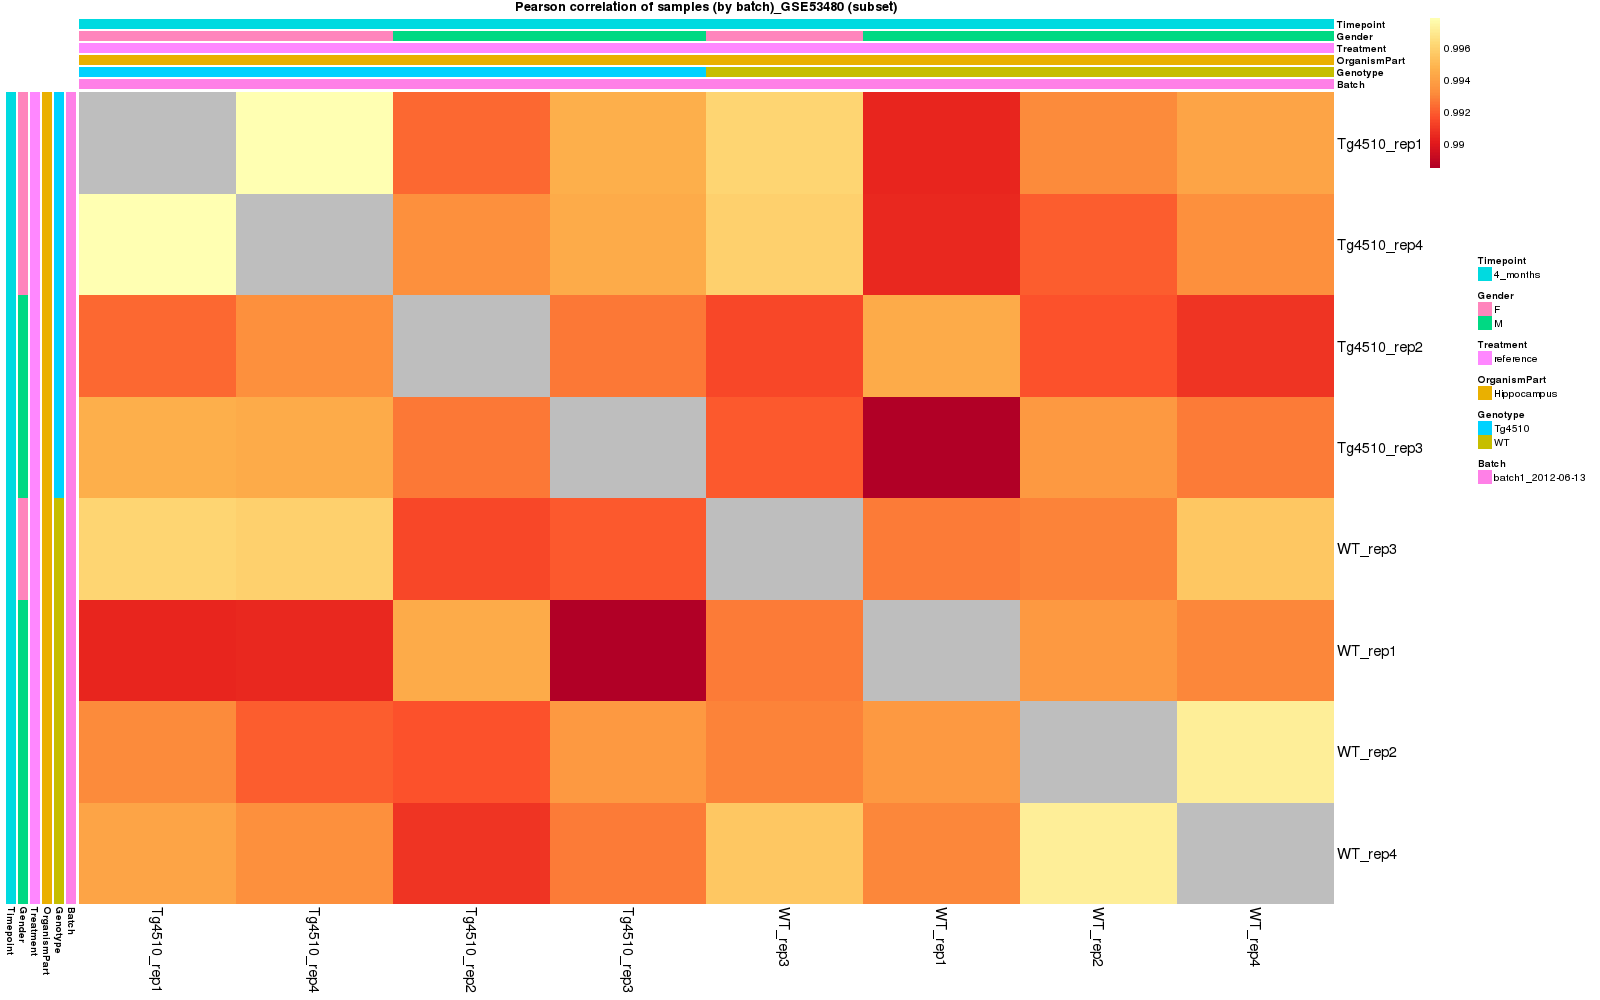 Pearson correlation of samples (by batch)_GSE53480 (subset)
Timepoint
Gender
Treatment
OrganismPart
Genotype
Batch
0.996
0.994
0.992
0.99
Tg4510_rep1
Tg4510_rep4
Tg4510_rep2
Tg4510_rep3
WT_rep3
WT_rep1
WT_rep2
WT_rep4
Timepoint
4_months
Gender
F
M
Treatment
reference
OrganismPart
Hippocampus
Genotype
Tg4510
WT
Batch
batch1_2012-06-13
Timepoint
Gender
Treatment
OrganismPart
Genotype
Batch
Tg4510_rep1
Tg4510_rep4
Tg4510_rep2
Tg4510_rep3
WT_rep3
WT_rep1
WT_rep2
WT_rep4